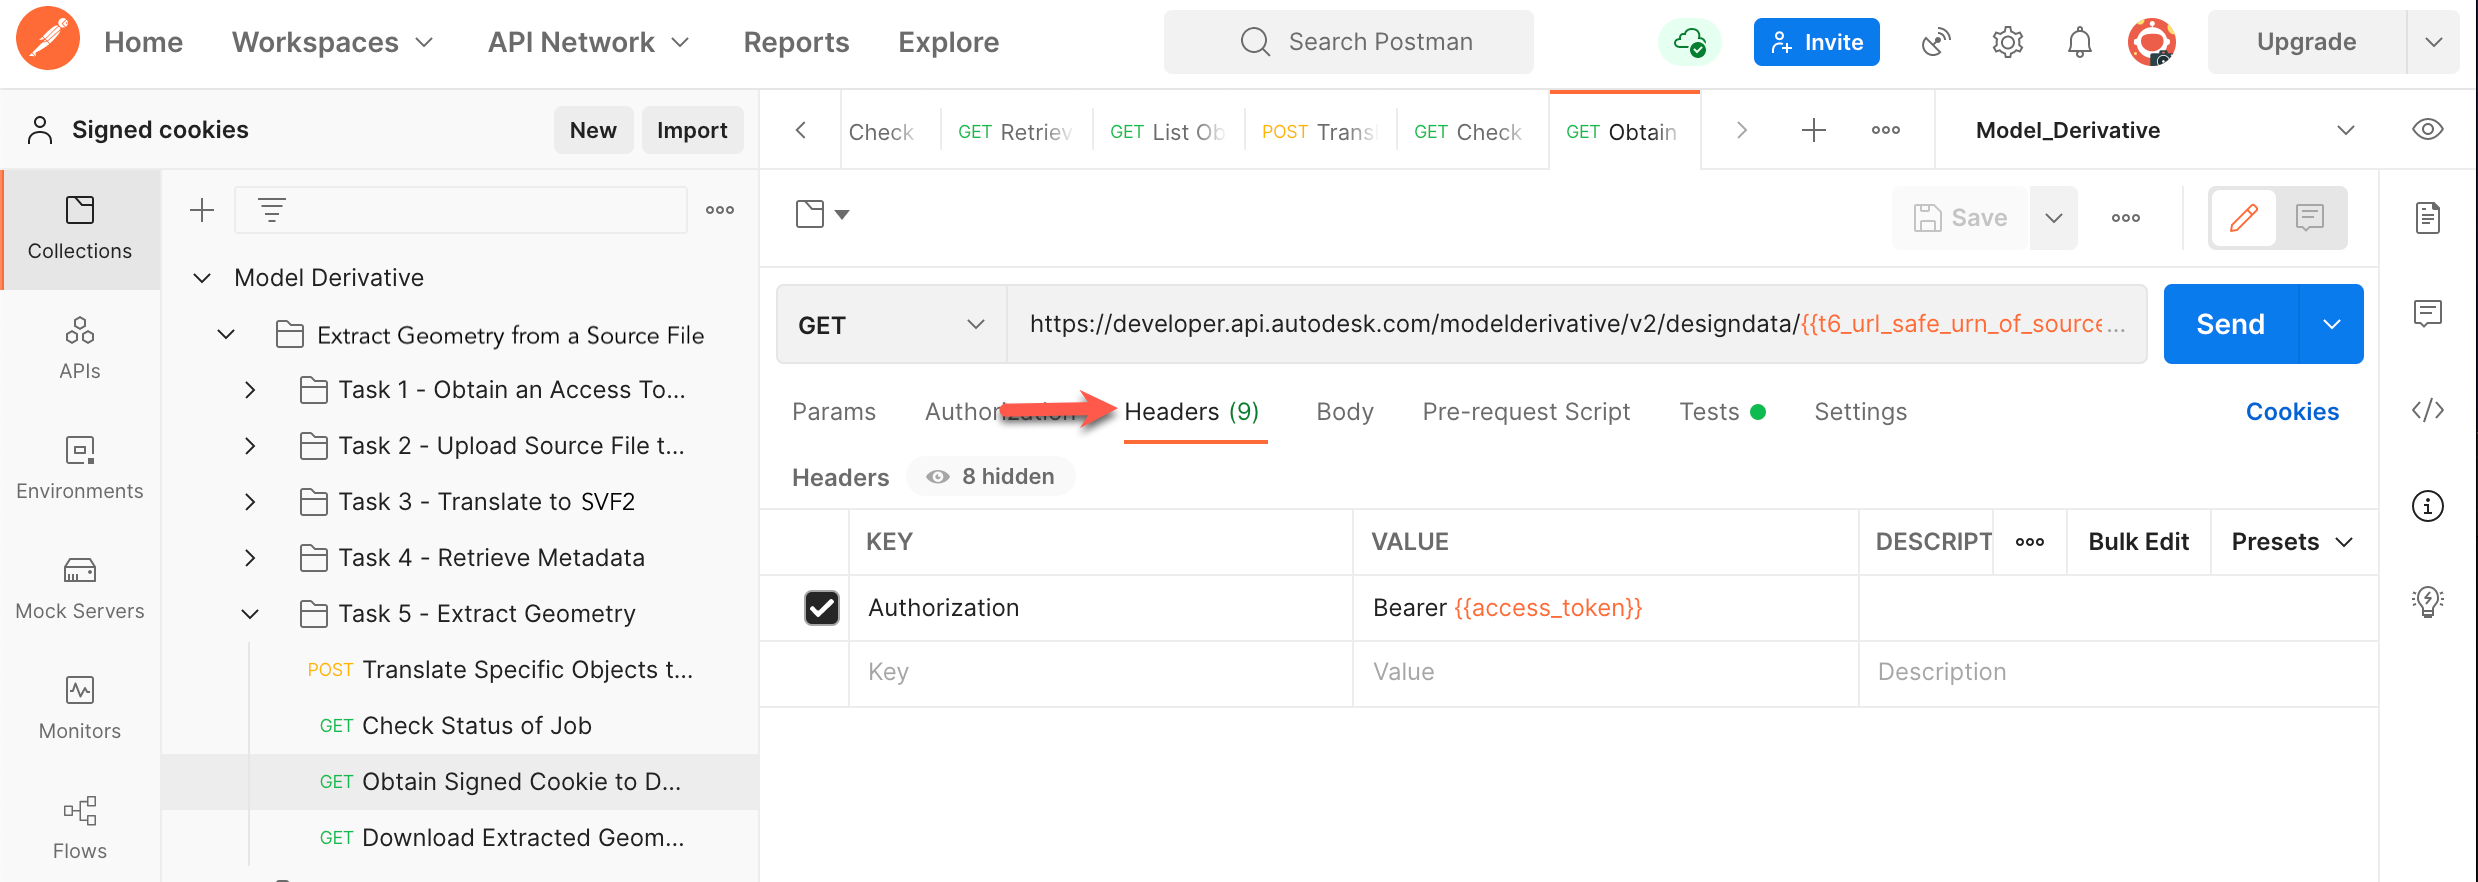 Home
Workspaces
API Network
Reports
Explore
Search Postman
Invite
Upgrade
Signed cookies
New
Import
Check
GET Retriev
GET List Ob
POST Trans
GET Check
GET Obtain
Model_Derivative
Collections
APIs
Environments
Mock Servers
Monitors
Flows
Model Derivative
Extract Geometry from a Source File
Task 1 - Obtain an Access To...
Task 2 - Upload Source File t...
Task 3 - Translate to SVF2
Task 4 - Retrieve Metadata
Task 5 - Extract Geometry
POST Translate Specific Objects t...
GET Check Status of Job
GET Obtain Signed Cookie to D...
GET Download Extracted Geom...
Save
GET
https://developer.api.autodesk.com/modelderivative/v2/designdata/{{t6_url_safe_urn_of_source...
Send
Params
Authorization
Headers (9)
Body
Pre-request Script
Tests
Settings
Cookies
Headers
8 hidden
KEY
VALUE
DESCRIPT
Bulk Edit
Presets
Authorization
Bearer {{access_token}}
Key
Value
Description